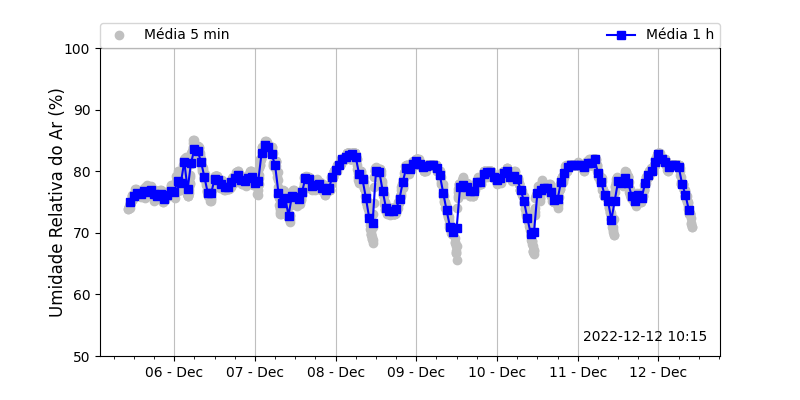 Média 5 min
Média 1 h
Umidade Relativa do Ar (%)
100
90
80
70
60
50
2022-12-12 10:15
06 - Dec
07 - Dec
08 - Dec
09 - Dec
10 - Dec
11 - Dec
12 - Dec